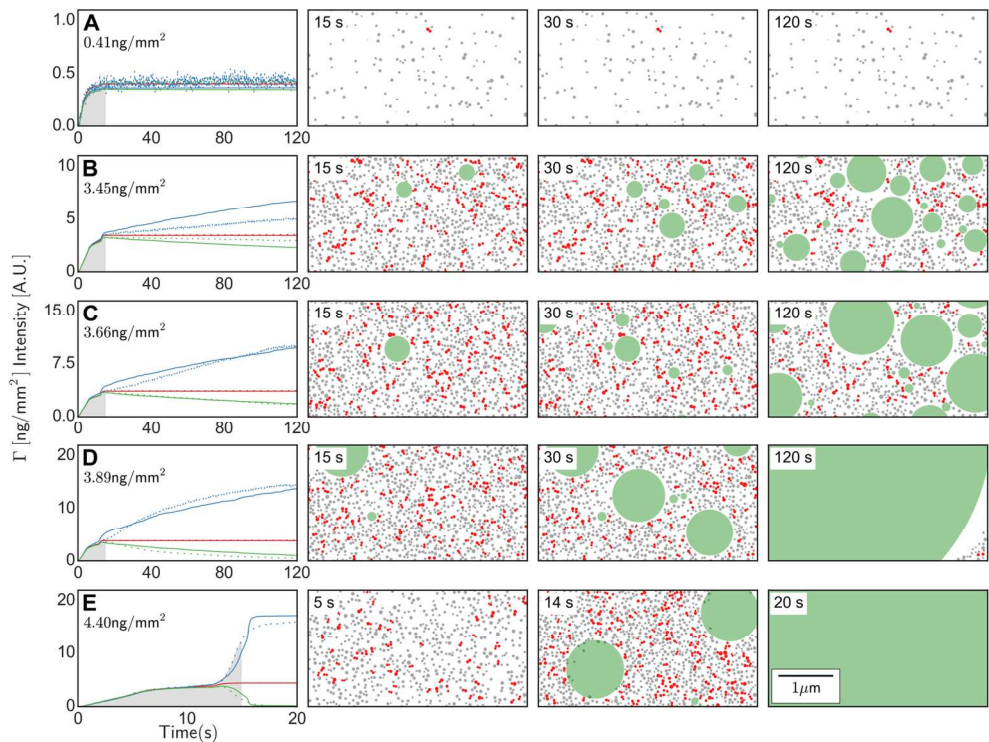 Γ [ng/mm²] Intensity [A.U.]
A
0.41ng/mm²
1.0
0.5
0.0
0 40 80 120
15 s
30 s
120 s
B
3.45ng/mm²
10
5
0
0 40 80 120
15 s
30 s
120 s
C
3.66ng/mm²
15.0
7.5
0.0
0 40 80 120
15 s
30 s
120 s
D
3.89ng/mm²
20
10
0
0 40 80 120
15 s
30 s
120 s
E
4.40ng/mm²
20
10
0
0 10 20
Time(s)
5 s
14 s
20 s
1μm